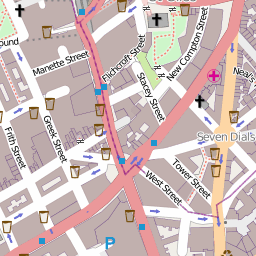 Manette Street
Flitcroft Street
Stacey Street
New Compton Street
Greek Street
Frith Street
Seven Dials
Tower Street
West Street
P